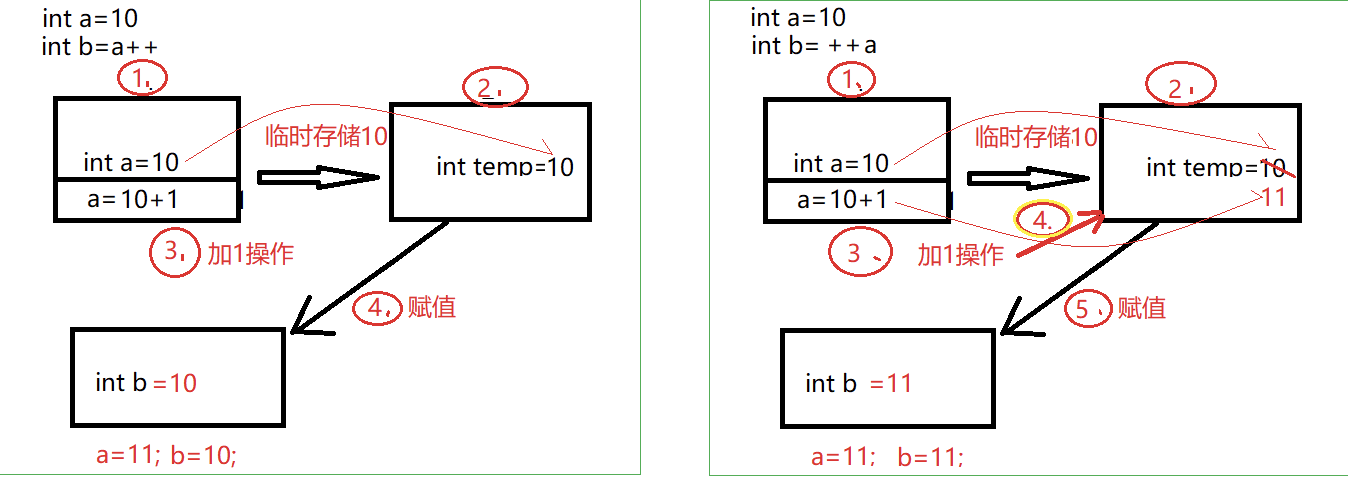 int a=10
int b=a++
1、
2、
临时存储10
int a=10
int temp=10
a=10+1
3、
加1操作
4、
赋值
int b =10
a=11; b=10;
int a=10
int b= ++a
1、
2、
临时存储10
int a=10
int temp=10
a=10+1
11
4.
3、
加1操作
5、
赋值
int b =11
a=11; b=11;